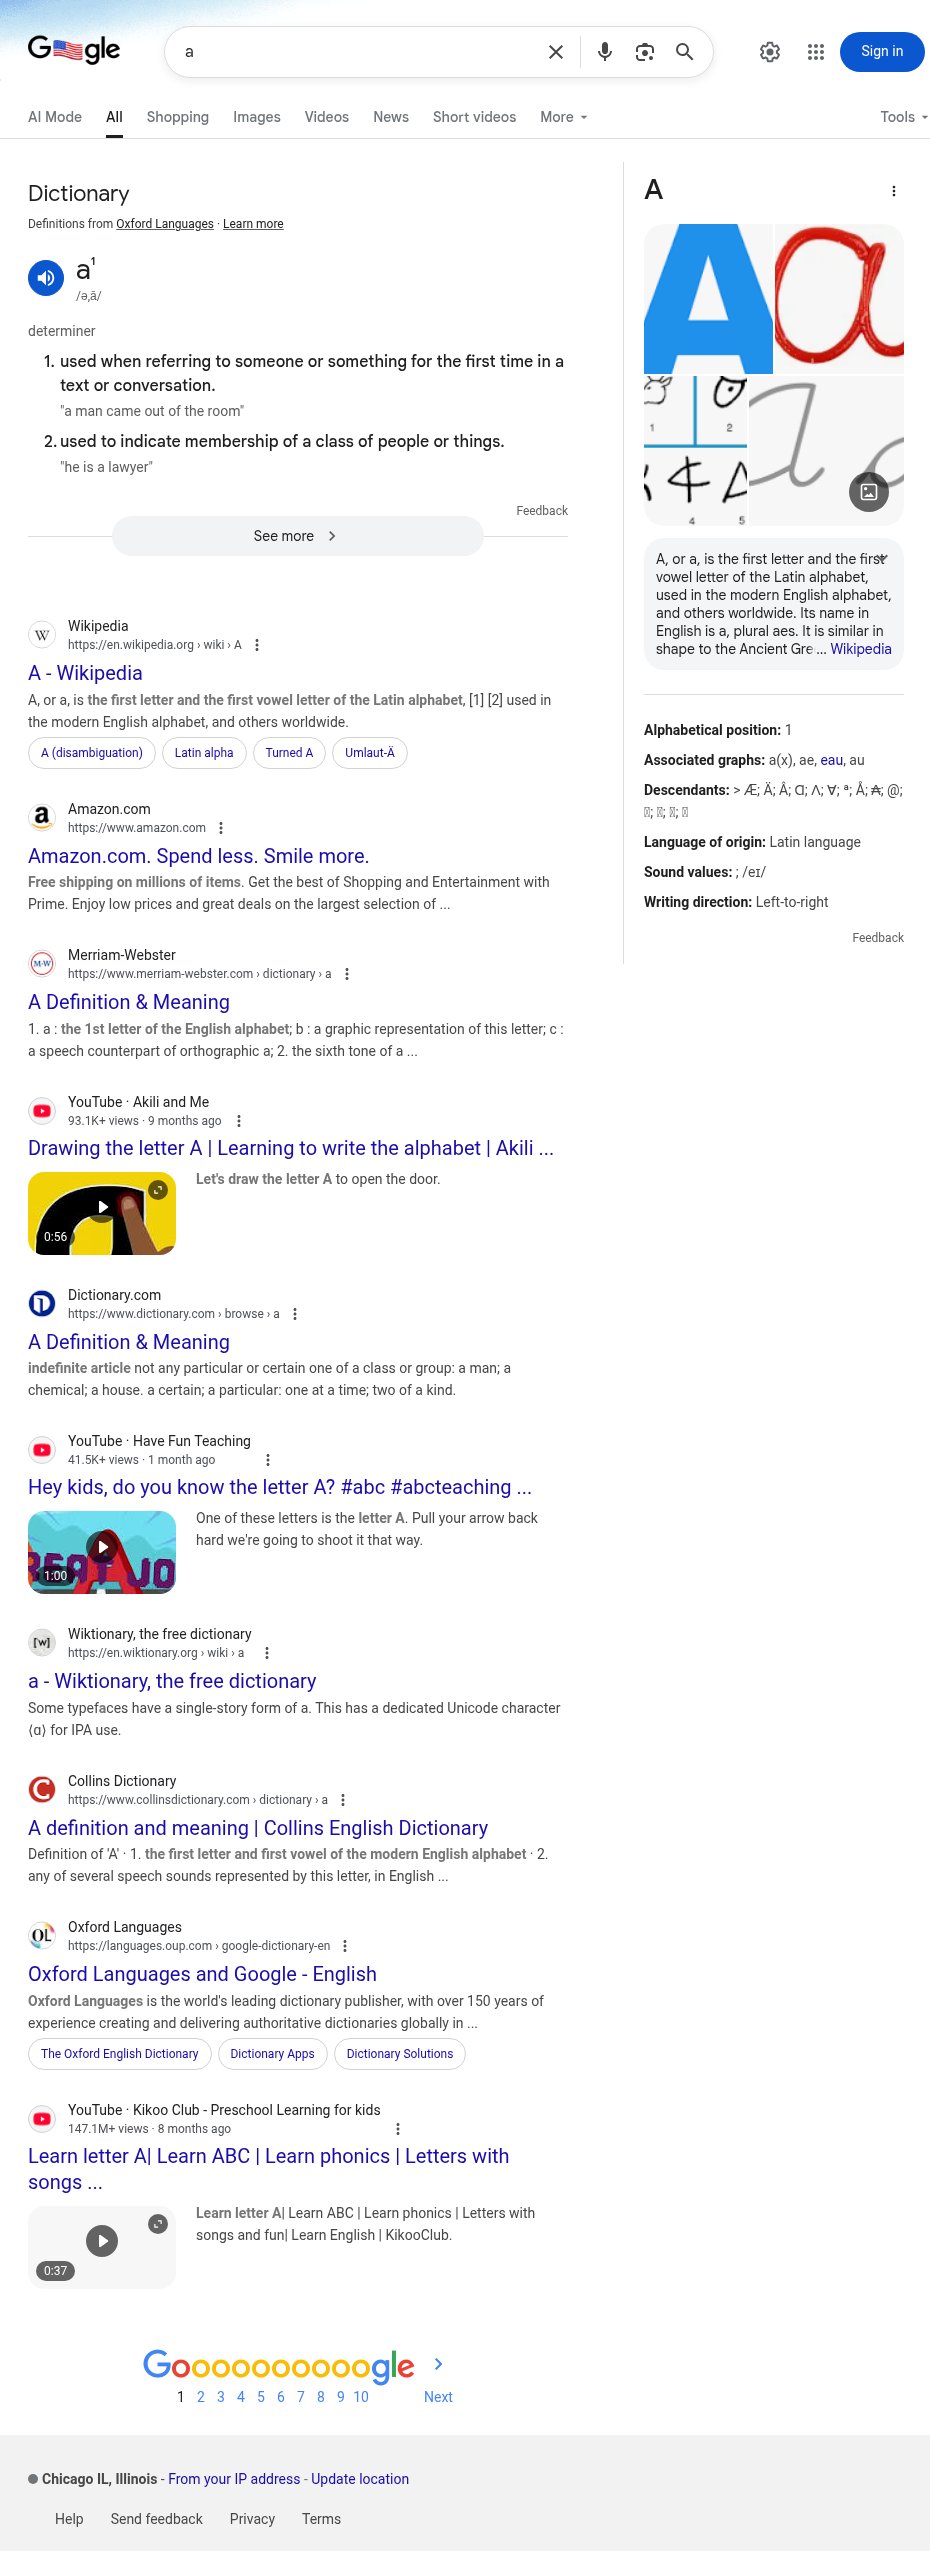 Google
a
Sign in
AI Mode
All
Shopping
Images
Videos
News
Short videos
More
Tools
Dictionary
Definitions from Oxford Languages · Learn more
a¹
/ə,ā/
determiner
1. used when referring to someone or something for the first time in a
text or conversation.
"a man came out of the room"
2. used to indicate membership of a class of people or things.
"he is a lawyer"
Feedback
See more
Wikipedia
https://en.wikipedia.org › wiki › A
A - Wikipedia
A, or a, is the first letter and the first vowel letter of the Latin alphabet, [1] [2] used in
the modern English alphabet, and others worldwide.
A (disambiguation)
Latin alpha
Turned A
Umlaut-Ä
Amazon.com
https://www.amazon.com
Amazon.com. Spend less. Smile more.
Free shipping on millions of items. Get the best of Shopping and Entertainment with
Prime. Enjoy low prices and great deals on the largest selection of ...
Merriam-Webster
https://www.merriam-webster.com › dictionary › a
A Definition & Meaning
1. a : the 1st letter of the English alphabet; b : a graphic representation of this letter; c :
a speech counterpart of orthographic a; 2. the sixth tone of a ...
YouTube · Akili and Me
93.1K+ views · 9 months ago
Drawing the letter A | Learning to write the alphabet | Akili ...
Let's draw the letter A to open the door.
0:56
Dictionary.com
https://www.dictionary.com › browse › a
A Definition & Meaning
indefinite article not any particular or certain one of a class or group: a man; a
chemical; a house. a certain; a particular: one at a time; two of a kind.
YouTube · Have Fun Teaching
41.5K+ views · 1 month ago
Hey kids, do you know the letter A? #abc #abcteaching ...
One of these letters is the letter A. Pull your arrow back
hard we're going to shoot it that way.
1:00
Wiktionary, the free dictionary
https://en.wiktionary.org › wiki › a
a - Wiktionary, the free dictionary
Some typefaces have a single-story form of a. This has a dedicated Unicode character
⟨ɑ⟩ for IPA use.
Collins Dictionary
https://www.collinsdictionary.com › dictionary › a
A definition and meaning | Collins English Dictionary
Definition of 'A' · 1. the first letter and first vowel of the modern English alphabet · 2.
any of several speech sounds represented by this letter, in English ...
Oxford Languages
https://languages.oup.com › google-dictionary-en
Oxford Languages and Google - English
Oxford Languages is the world's leading dictionary publisher, with over 150 years of
experience creating and delivering authoritative dictionaries globally in ...
The Oxford English Dictionary
Dictionary Apps
Dictionary Solutions
YouTube · Kikoo Club - Preschool Learning for kids
147.1M+ views · 8 months ago
Learn letter A| Learn ABC | Learn phonics | Letters with
songs ...
Learn letter A| Learn ABC | Learn phonics | Letters with
songs and fun| Learn English | KikooClub.
0:37
A
A
a
1 2
4 5
A, or a, is the first letter and the first
vowel letter of the Latin alphabet,
used in the modern English alphabet,
and others worldwide. Its name in
English is a, plural aes. It is similar in
shape to the Ancient Gre... Wikipedia
Alphabetical position: 1
Associated graphs: a(x), ae, eau, au
Descendants: > Æ; Ä; Â; Ɑ; Λ; Ɐ; ª; Å; ₳; @;
Language of origin: Latin language
Sound values: ; /eɪ/
Writing direction: Left-to-right
Feedback
Goooooooooogle
1 2 3 4 5 6 7 8 9 10 Next
Chicago IL, Illinois - From your IP address - Update location
Help
Send feedback
Privacy
Terms